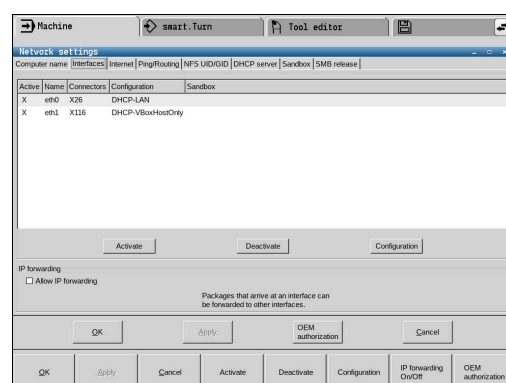 Machine smart.Turn Tool editor
Network settings
Computer name Interfaces Internet Ping/Routing NFS UID/GID DHCP server Sandbox SMB release
Active Name Connectors Configuration Sandbox
X eth0 X26 DHCP-LAN
X eth1 X116 DHCP-VBoxHostOnly
Activate Deactivate Configuration
IP forwarding
Allow IP forwarding
Packages that arrive at an interface can
be forwarded to other interfaces.
OK Apply OEM authorization Cancel
OK Apply Cancel Activate Deactivate Configuration IP forwarding On/Off OEM authorization